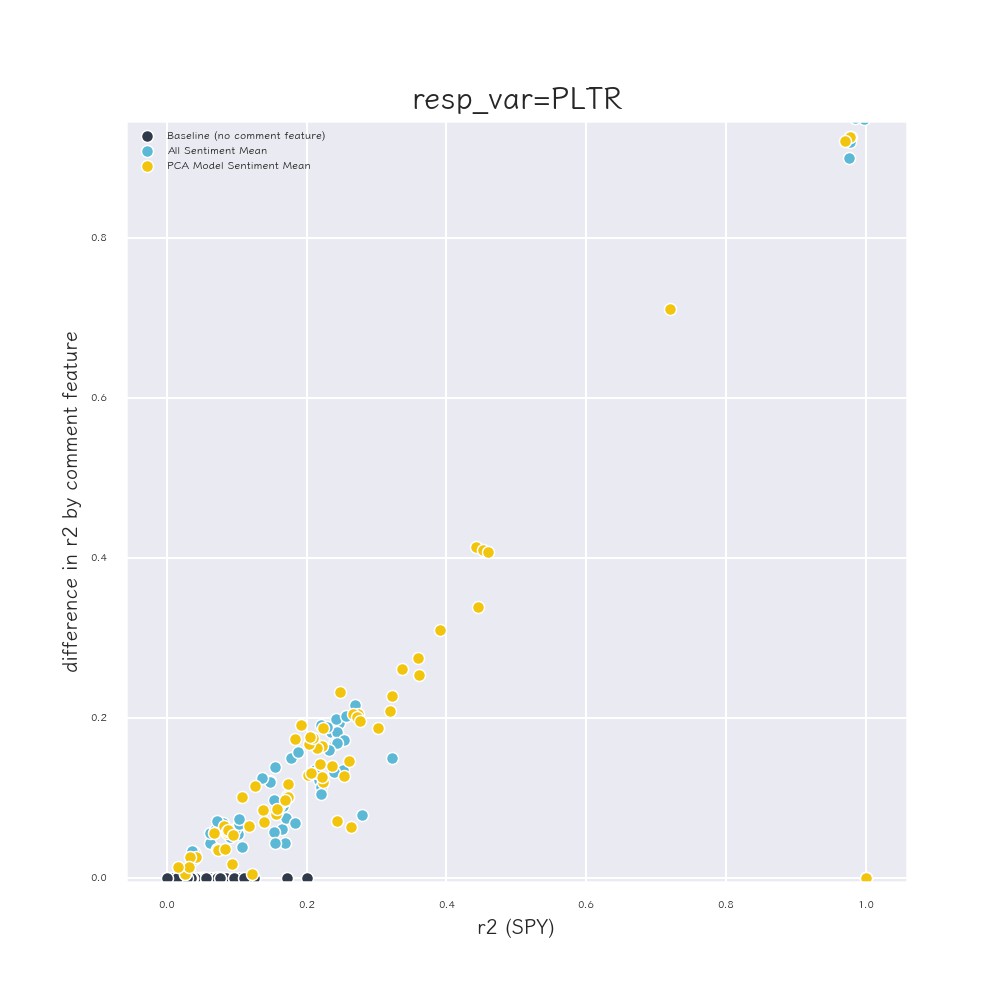 resp_var=PLTR
Baseline (no comment feature)
All Sentiment Mean
PCA Model Sentiment Mean
difference in r2 by comment feature
0.8
0.6
0.4
0.2
0.0
0.0 0.2 0.4 0.6 0.8 1.0
r2 (SPY)